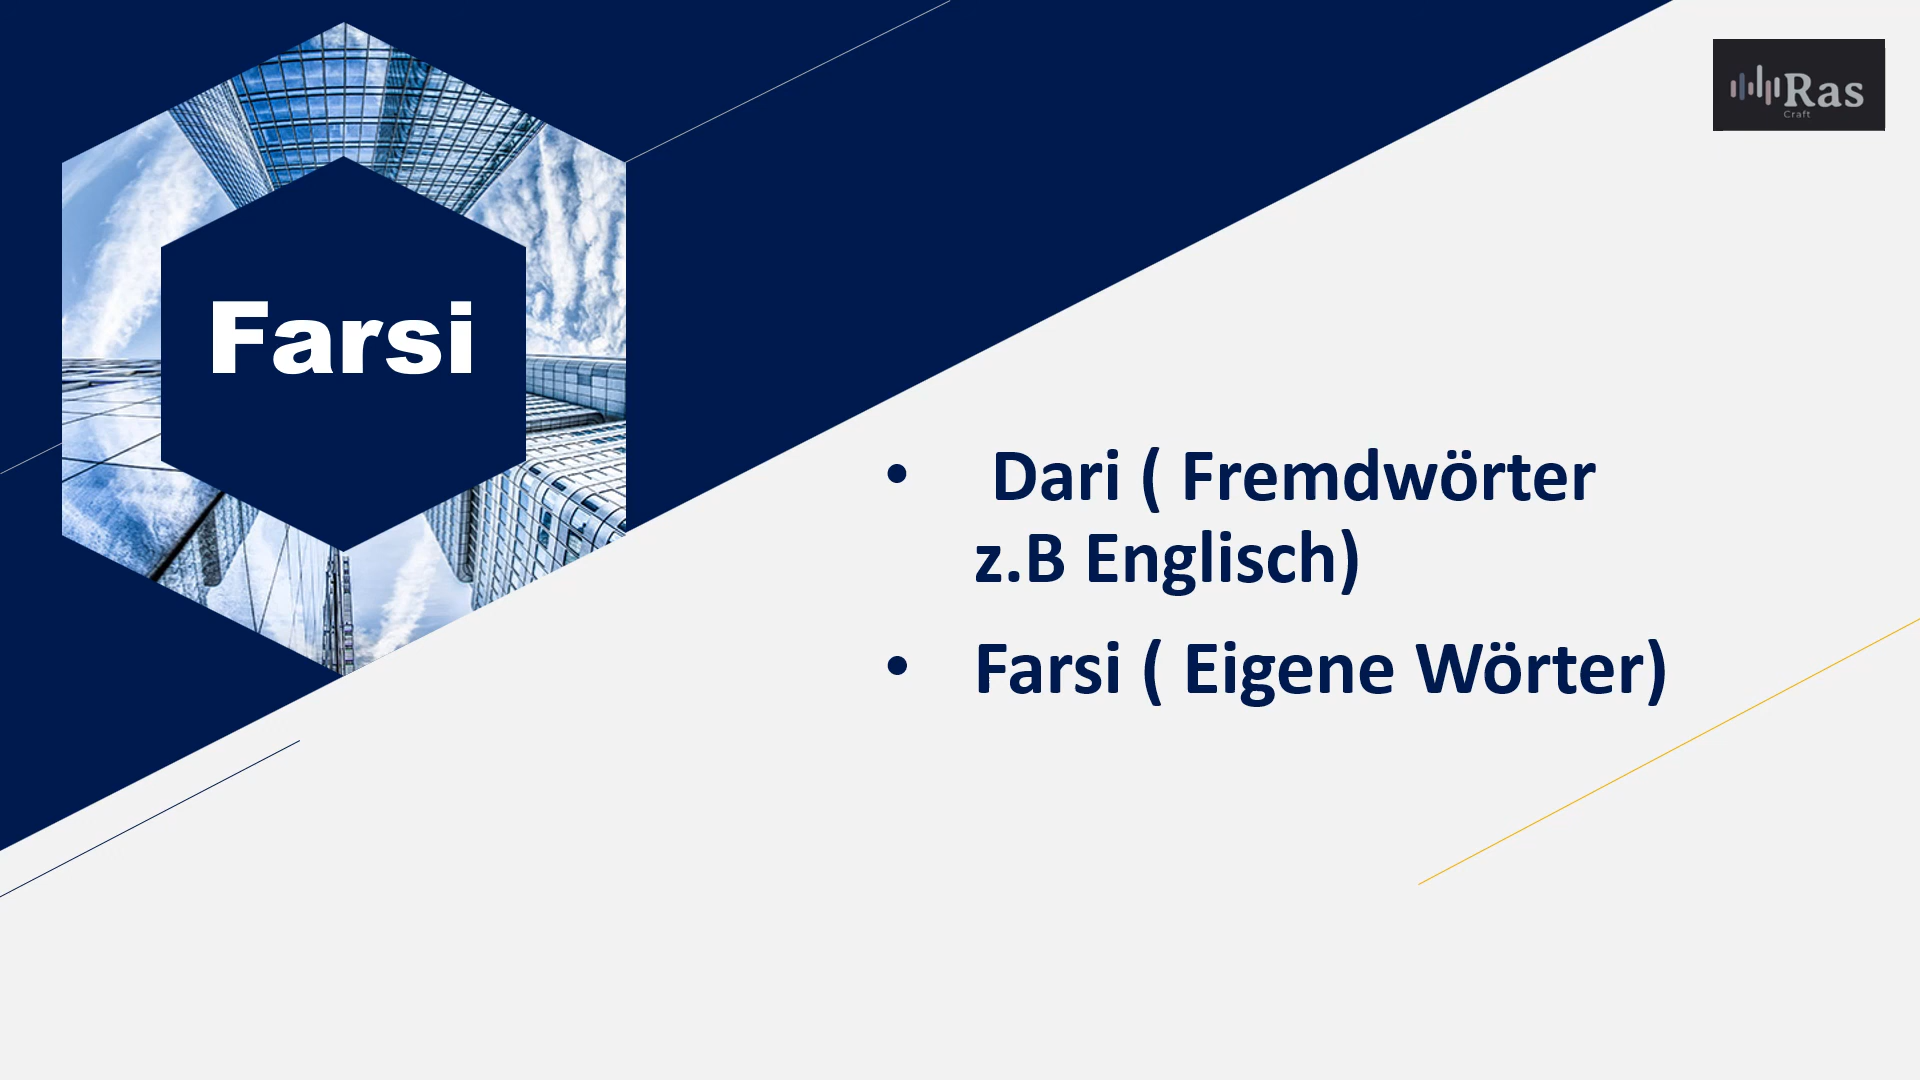 Farsi
Ras
Craft
• Dari ( Fremdwörter
z.B Englisch)
• Farsi ( Eigene Wörter)